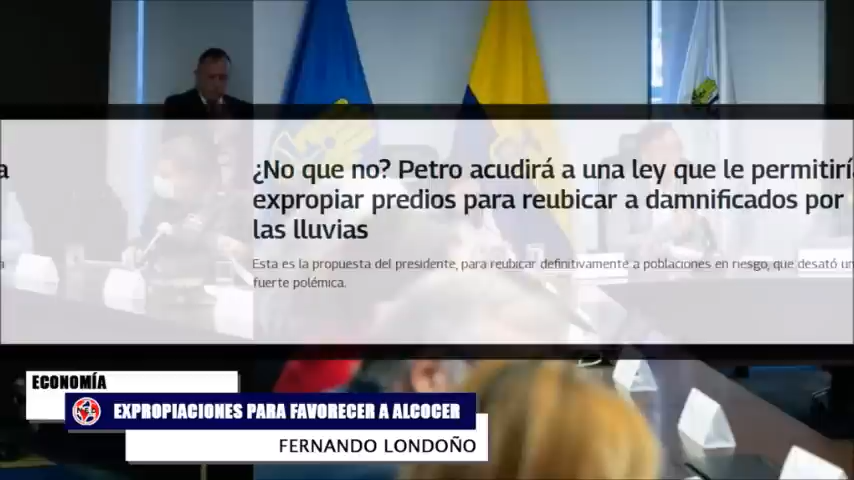 a
¿No que no? Petro acudirá a una ley que le permitirí
expropiar predios para reubicar a damnificados por
las lluvias
a
Esta es la propuesta del presidente, para reubicar definitivamente a poblaciones en riesgo, que desató un
fuerte polémica.
ECONOMÍA
EXPROPIACIONES PARA FAVORECER A ALCOCER
FERNANDO LONDOÑO